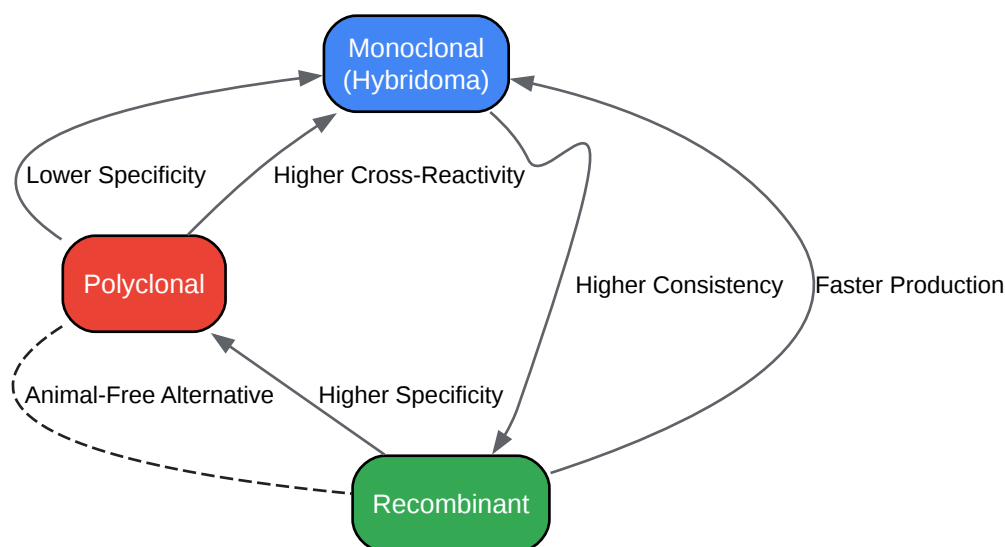 Monoclonal
(Hybridoma)
Lower Specificity
Higher Cross-Reactivity
Polyclonal
Higher Consistency
Faster Production
Animal-Free Alternative
Higher Specificity
Recombinant